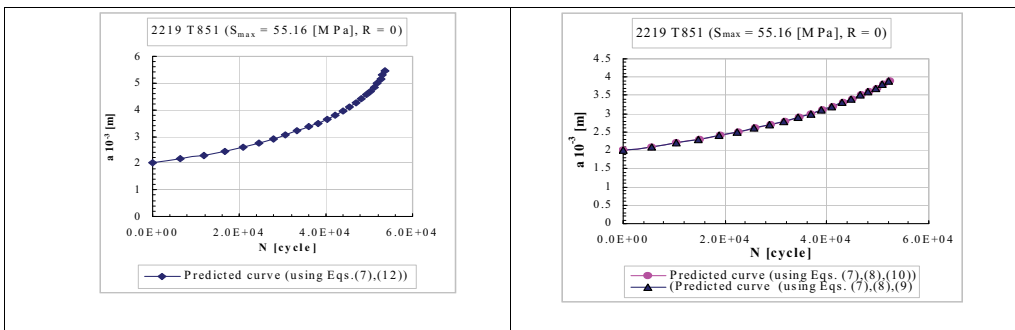 2219 T851 (Smax = 55.16 [MPa], R = 0)
6
5
4
3
2
1
0
a 10-3 [m]
0.0E+00 2.0E+04 4.0E+04 6.0E+04
N [cycle]
Predicted curve (using Eqs.(7),(12))
2219 T851 (Smax = 55.16 [MPa], R = 0)
4.5
4
3.5
3
2.5
2
1.5
1
0.5
0
a 10-3 [m]
0.0E+00 2.0E+04 4.0E+04 6.0E+04
N [cycle]
Predicted curve (using Eqs. (7),(8),(10))
(Predicted curve (using Eqs. (7),(8),(9)